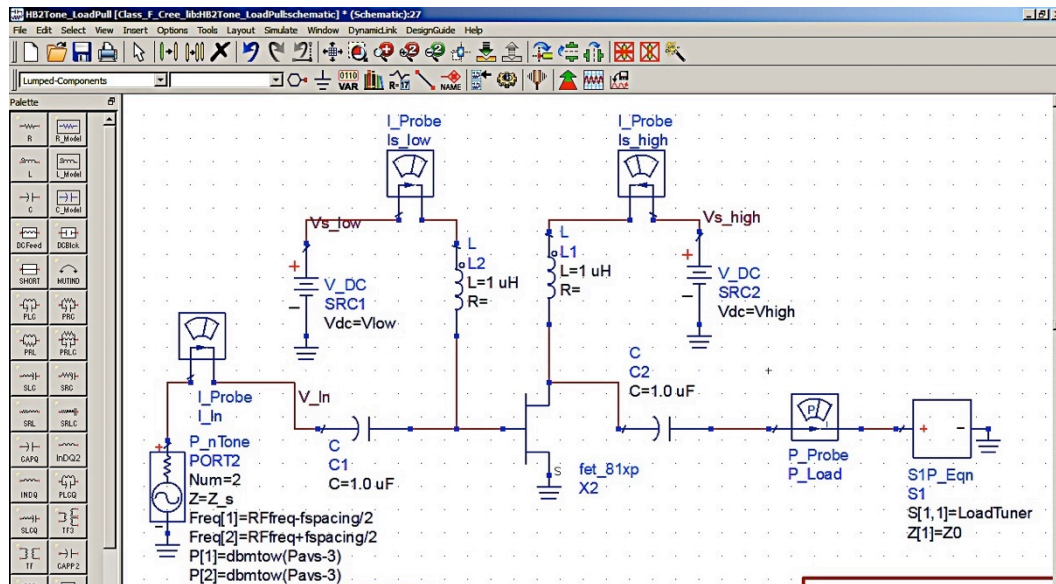 HB2Tone_LoadPull [Class_F_Cree_lib:HB2Tone_LoadPull:schematic] * (Schematic):27
File Edit Select View Insert Options Tools Layout Simulate Window DynamicLink DesignGuide Help
Lumped-Components
VAR
NAME
Palette
R
R_Model
L
L_Model
C
C_Model
DCFeed
DCBlck
SHORT
MUTIND
PLC
PRC
PRL
PRLC
SLC
SRC
SRL
SRLC
CAPQ
InDQ2
INDQ
PLCQ
SLCQ
TF3
TF
CAPP2
I_Probe
Is_low
I_Probe
Is_high
Vs_low
Vs_high
L
L2
L=1 uH
R=
L
L1
L=1 uH
R=
V_DC
SRC1
Vdc=Vlow
V_DC
SRC2
Vdc=Vhigh
I_Probe
I_In
V_In
C
C1
C=1.0 uF
C
C2
C=1.0 uF
P_nTone
PORT2
Num=2
Z=Z_s
Freq[1]=RFfreq-fspacing/2
Freq[2]=RFfreq+fspacing/2
P[1]=dbmtow(Pavs-3)
P[2]=dbmtow(Pavs-3)
S
fet_81xp
X2
P
P_Probe
P_Load
S1P_Eqn
S1
S[1,1]=LoadTuner
Z[1]=Z0